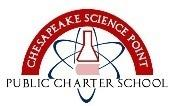 CHESAPEAKE SCIENCE POINT
PUBLIC CHARTER SCHOOL